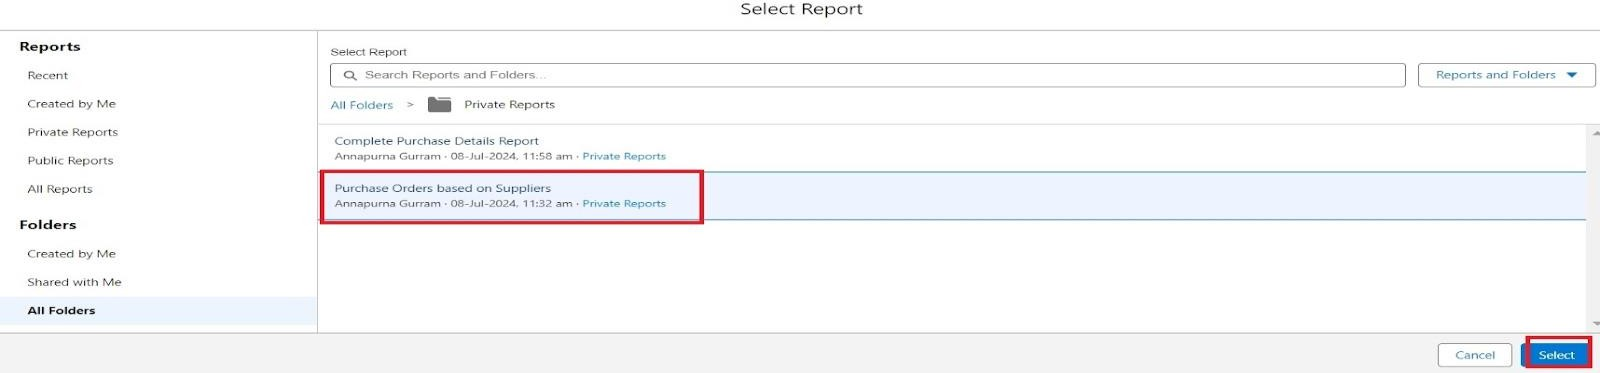 Select Report
Reports
Recent
Created by Me
Private Reports
Public Reports
All Reports
Folders
Created by Me
Shared with Me
All Folders
Select Report
Search Reports and Folders...
Reports and Folders
All Folders > Private Reports
Complete Purchase Details Report
Annapurna Gurram · 08-Jul-2024, 11:58 am · Private Reports
Purchase Orders based on Suppliers
Annapurna Gurram · 08-Jul-2024, 11:32 am · Private Reports
Cancel
Select